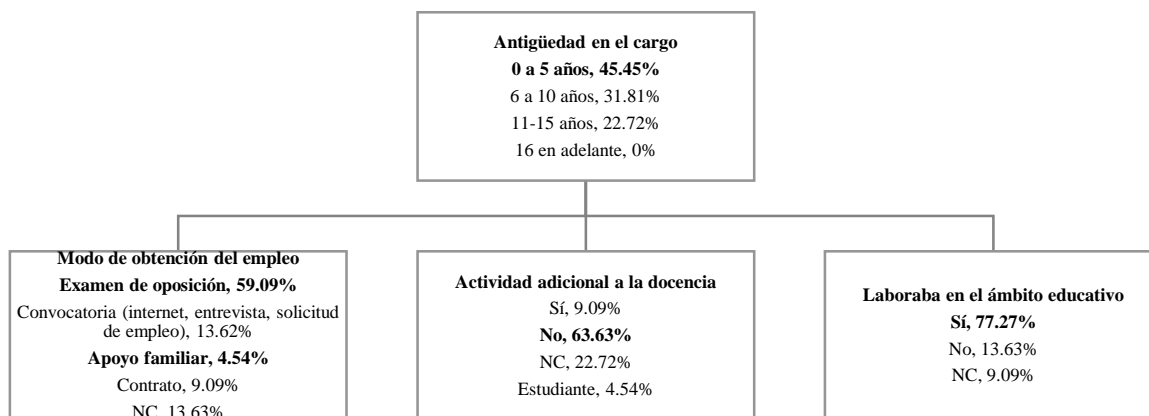 Antigüedad en el cargo
0 a 5 años, 45.45%
6 a 10 años, 31.81%
11-15 años, 22.72%
16 en adelante, 0%
Modo de obtención del empleo
Examen de oposición, 59.09%
Convocatoria (internet, entrevista, solicitud
de empleo), 13.62%
Apoyo familiar, 4.54%
Contrato, 9.09%
NC, 13.63%
Actividad adicional a la docencia
Sí, 9.09%
No, 63.63%
NC, 22.72%
Estudiante, 4.54%
Laboraba en el ámbito educativo
Sí, 77.27%
No, 13.63%
NC, 9.09%